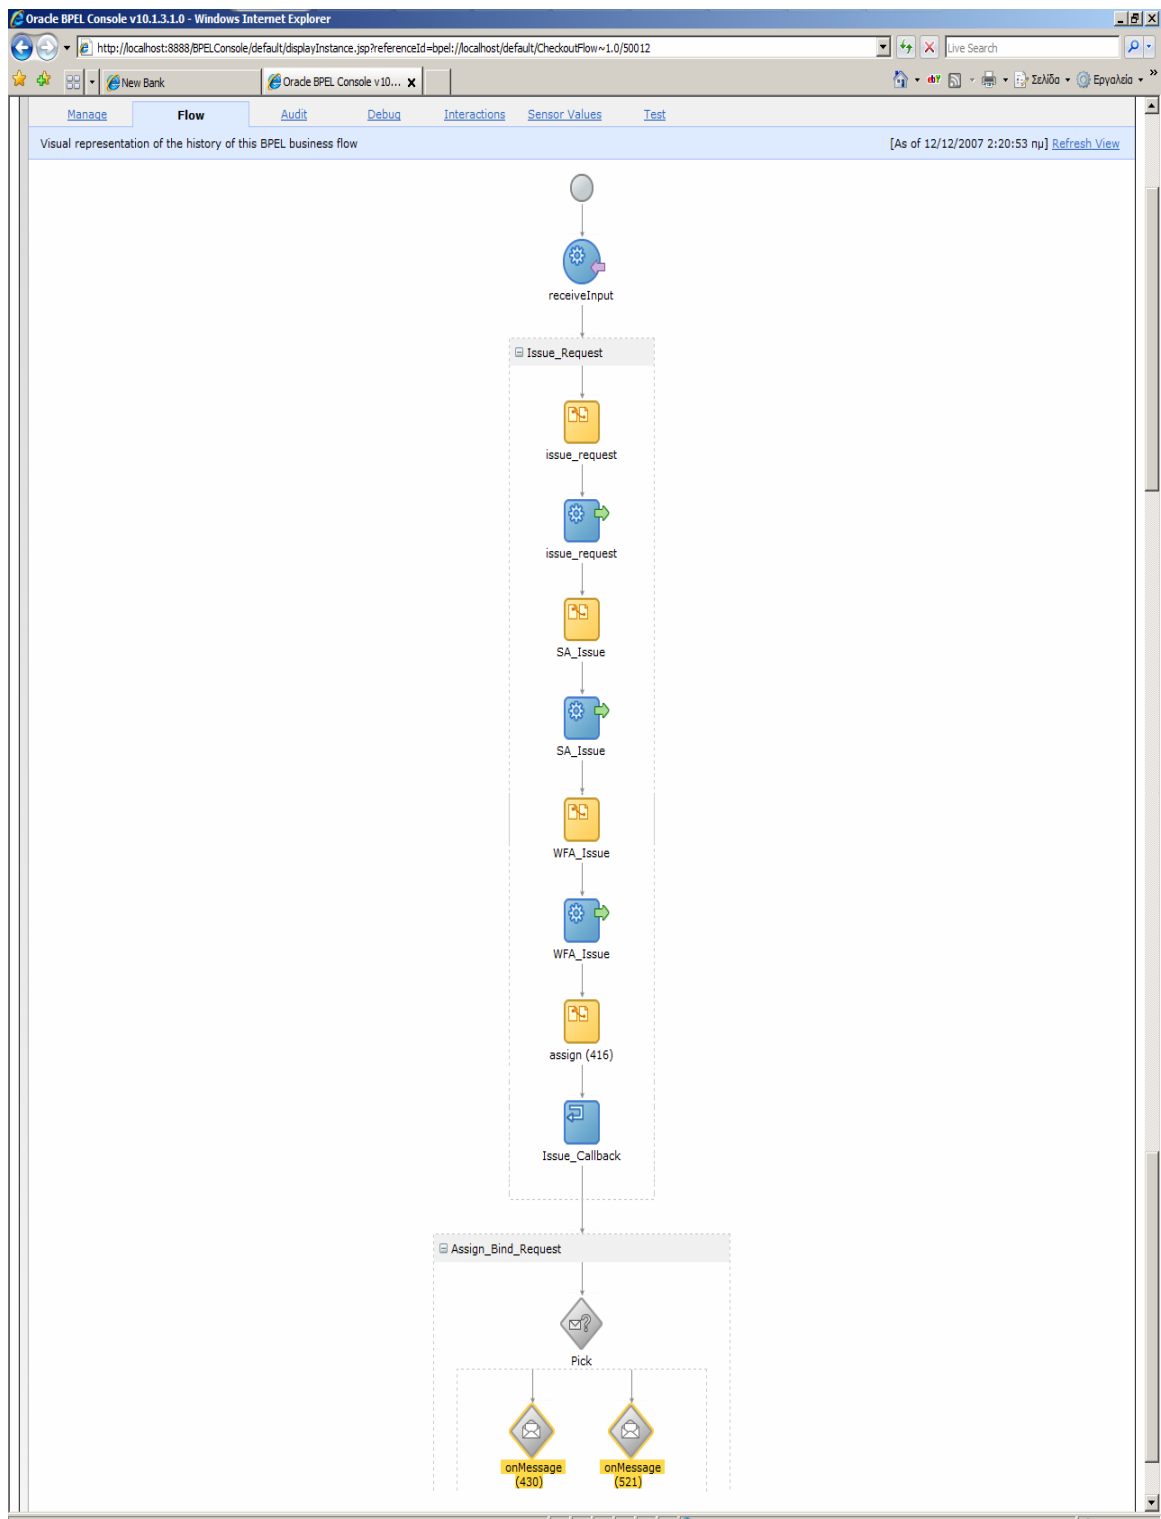 Oracle BPEL Console v10.1.3.1.0 - Windows Internet Explorer
http://localhost:8888/BPELConsole/default/displayInstance.jsp?referenceId=bpel://localhost/default/CheckoutFlow~1.0/50012
Live Search
New Bank
Oracle BPEL Console v10...
Σελίδα
Εργαλεία
Manage Flow Audit Debug Interactions Sensor Values Test
Visual representation of the history of this BPEL business flow
[As of 12/12/2007 2:20:53 πμ] Refresh View
receiveInput
Issue_Request
issue_request
issue_request
SA_Issue
SA_Issue
WFA_Issue
WFA_Issue
assign (416)
Issue_Callback
Assign_Bind_Request
Pick
onMessage onMessage
(430) (521)